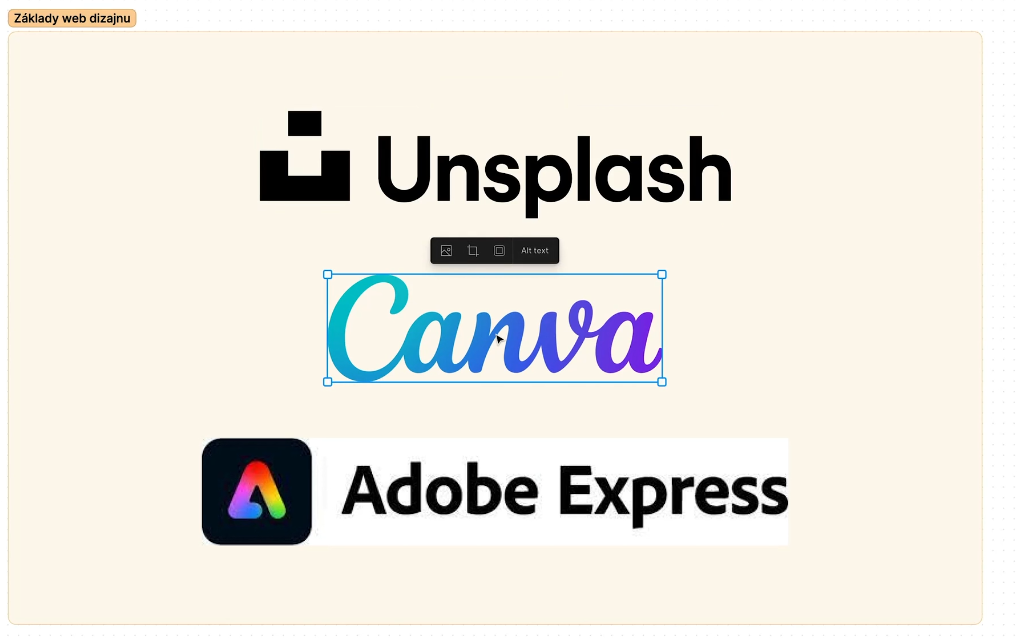 Základy web dizajnu
Unsplash
Alt text
Canva
Adobe Express